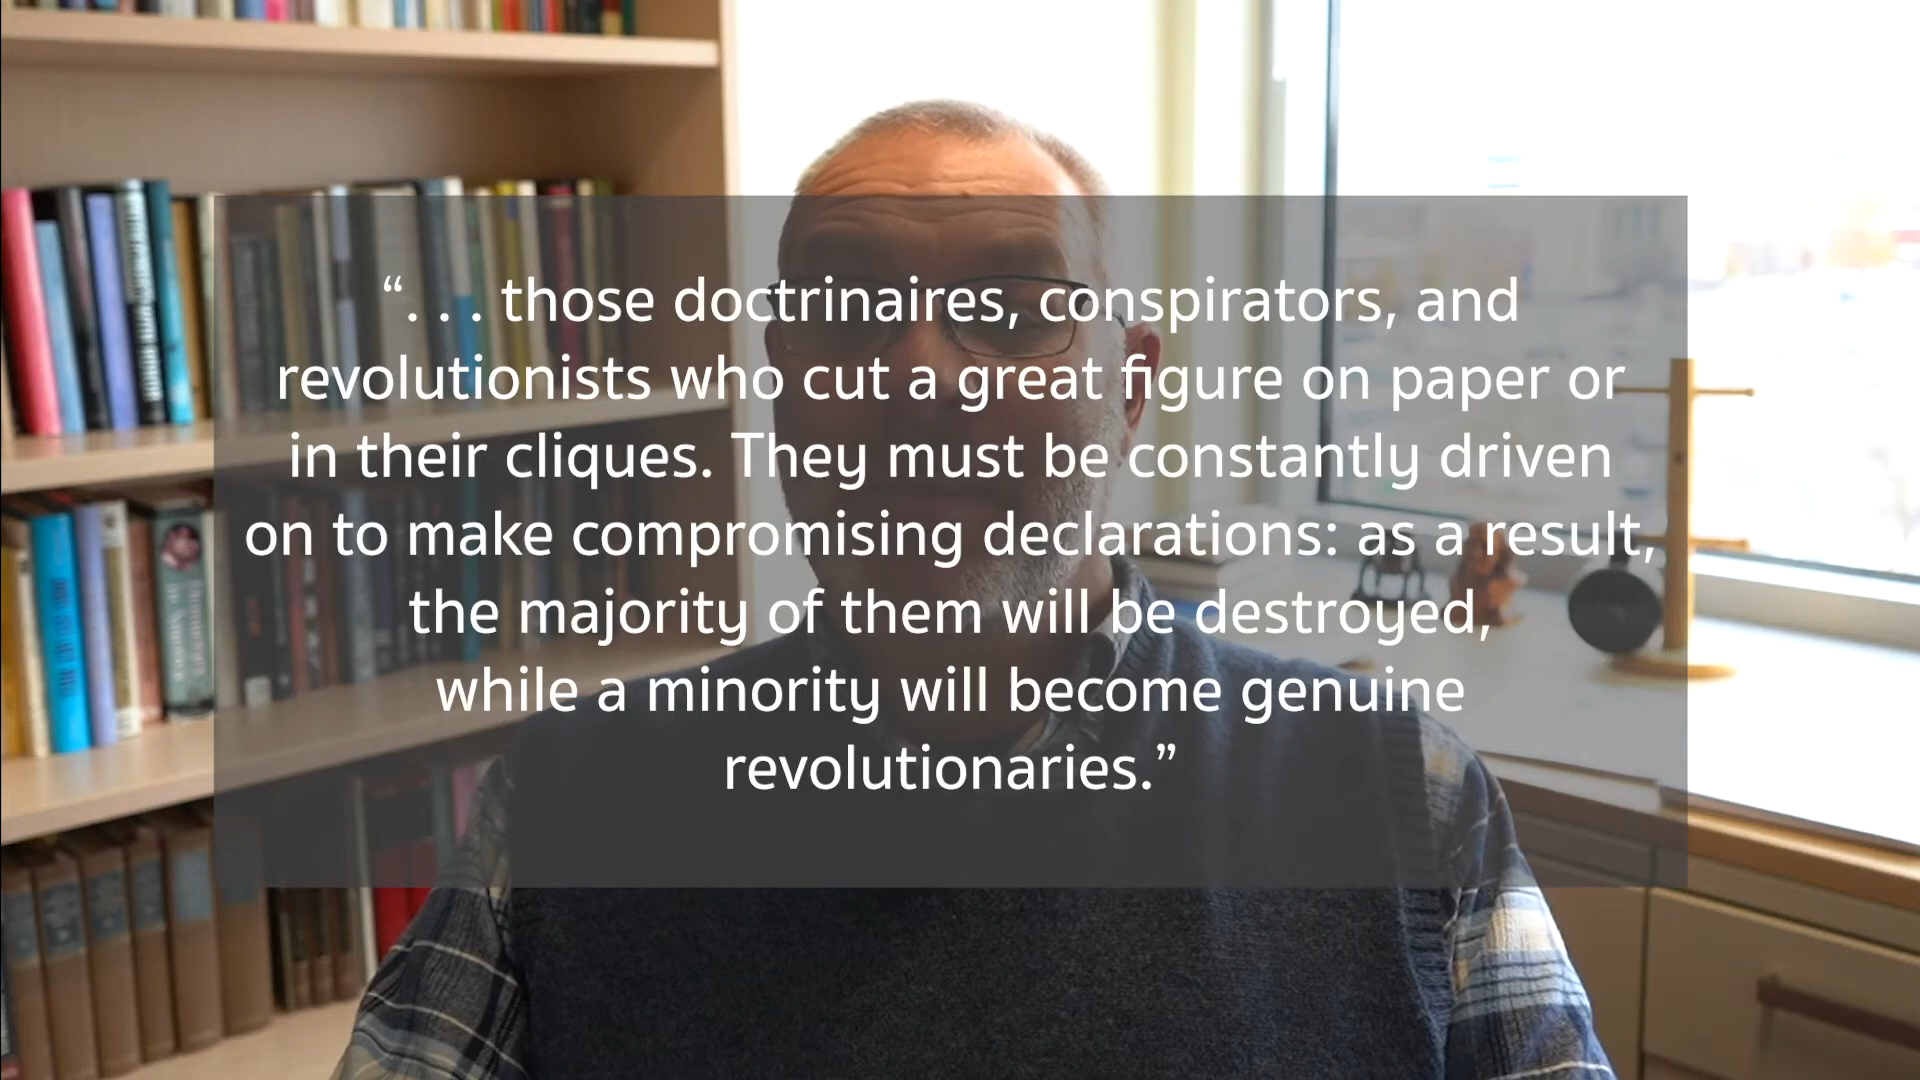 “. . . those doctrinaires, conspirators, and
revolutionists who cut a great figure on paper or
in their cliques. They must be constantly driven
on to make compromising declarations: as a result,
the majority of them will be destroyed,
while a minority will become genuine
revolutionaries.”